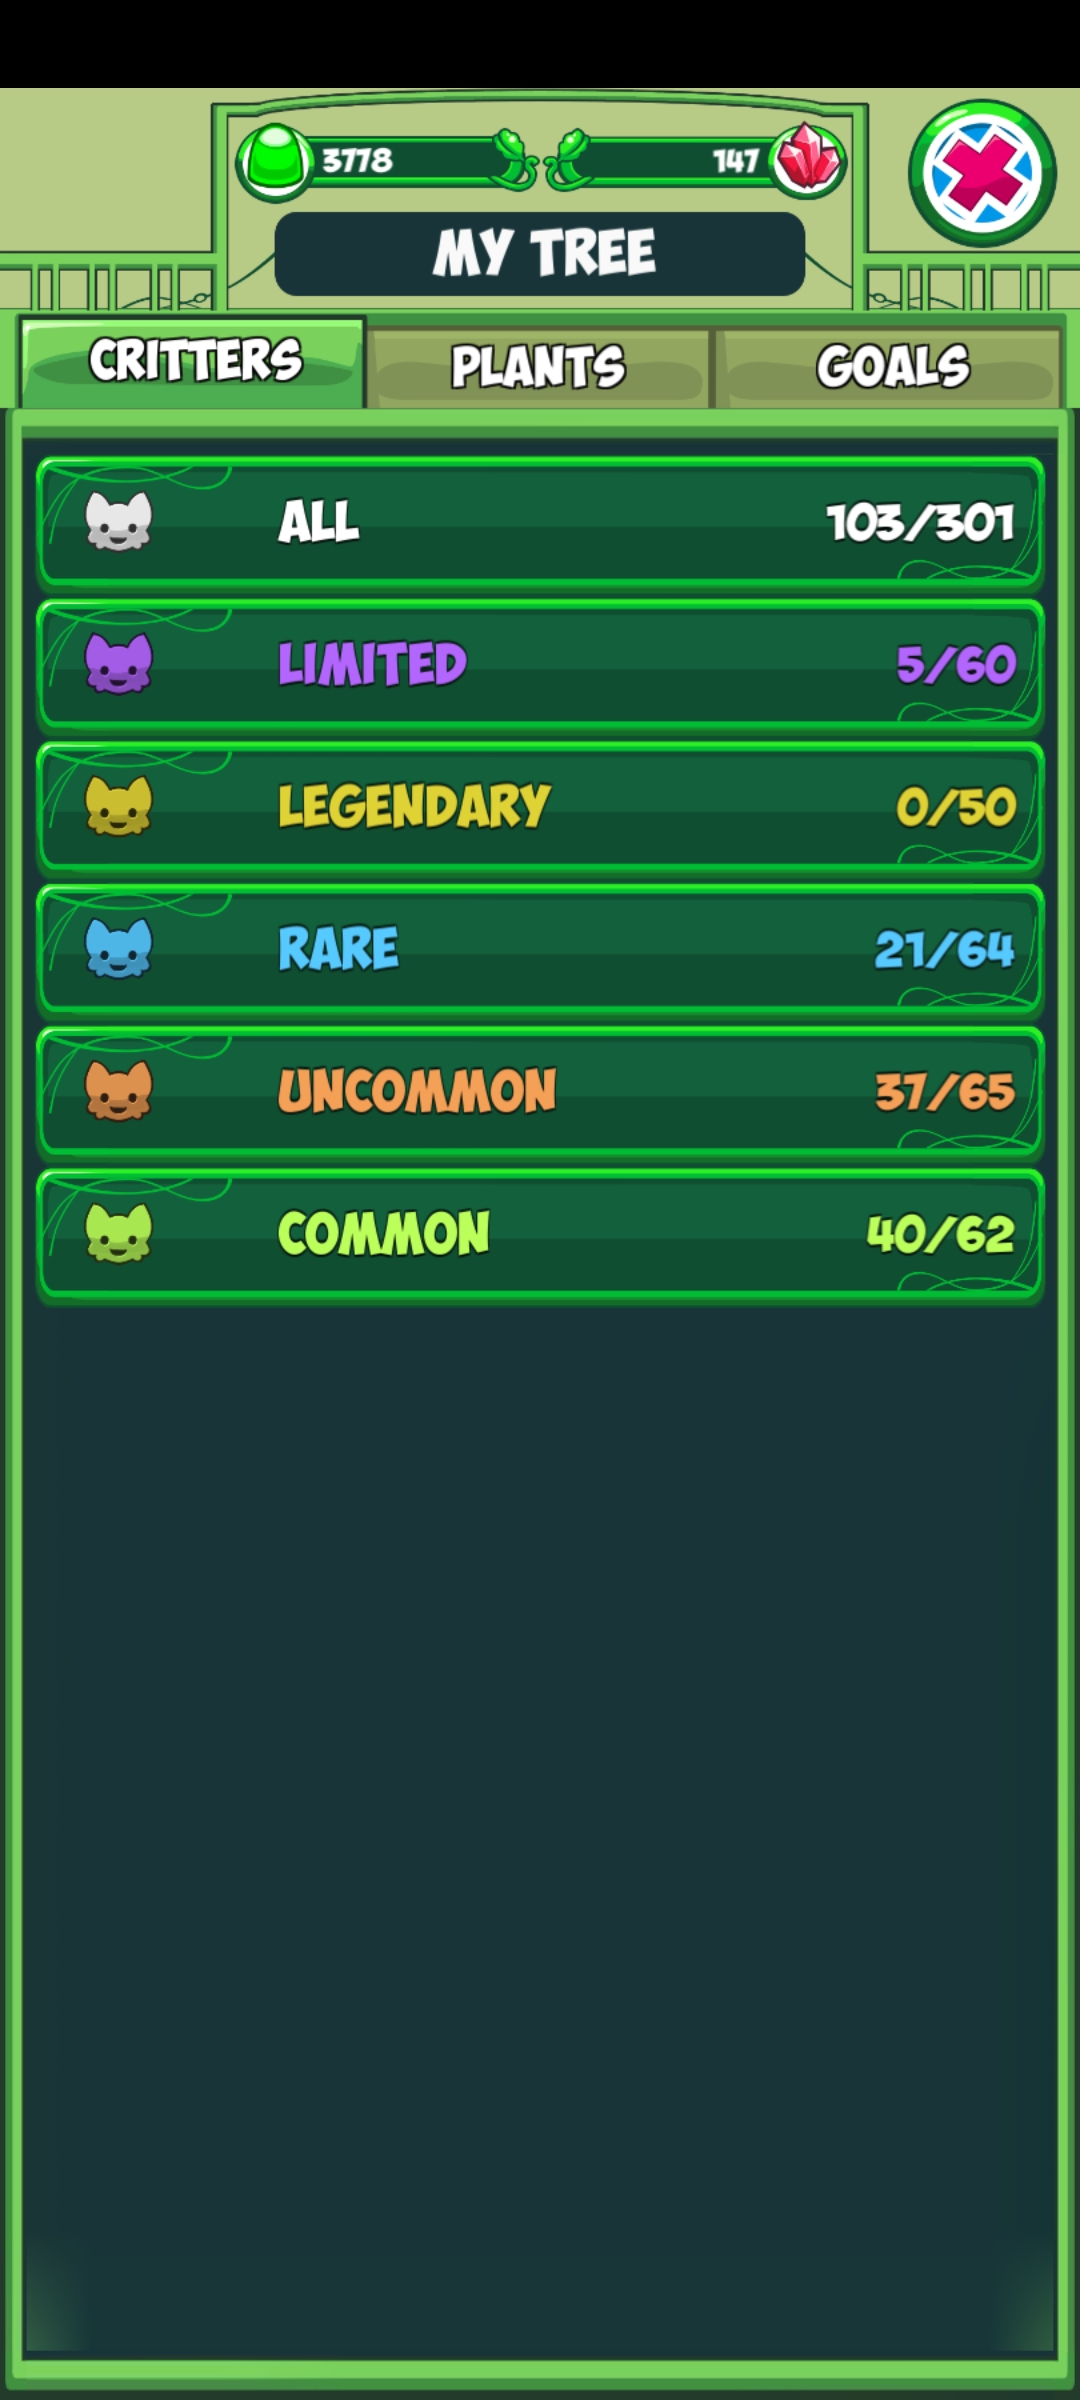 3778 147
MY TREE
CRITTERS PLANTS GOALS
ALL 103/301
LIMITED 5/60
LEGENDARY 0/50
RARE 21/64
UNCOMMON 37/65
COMMON 40/62